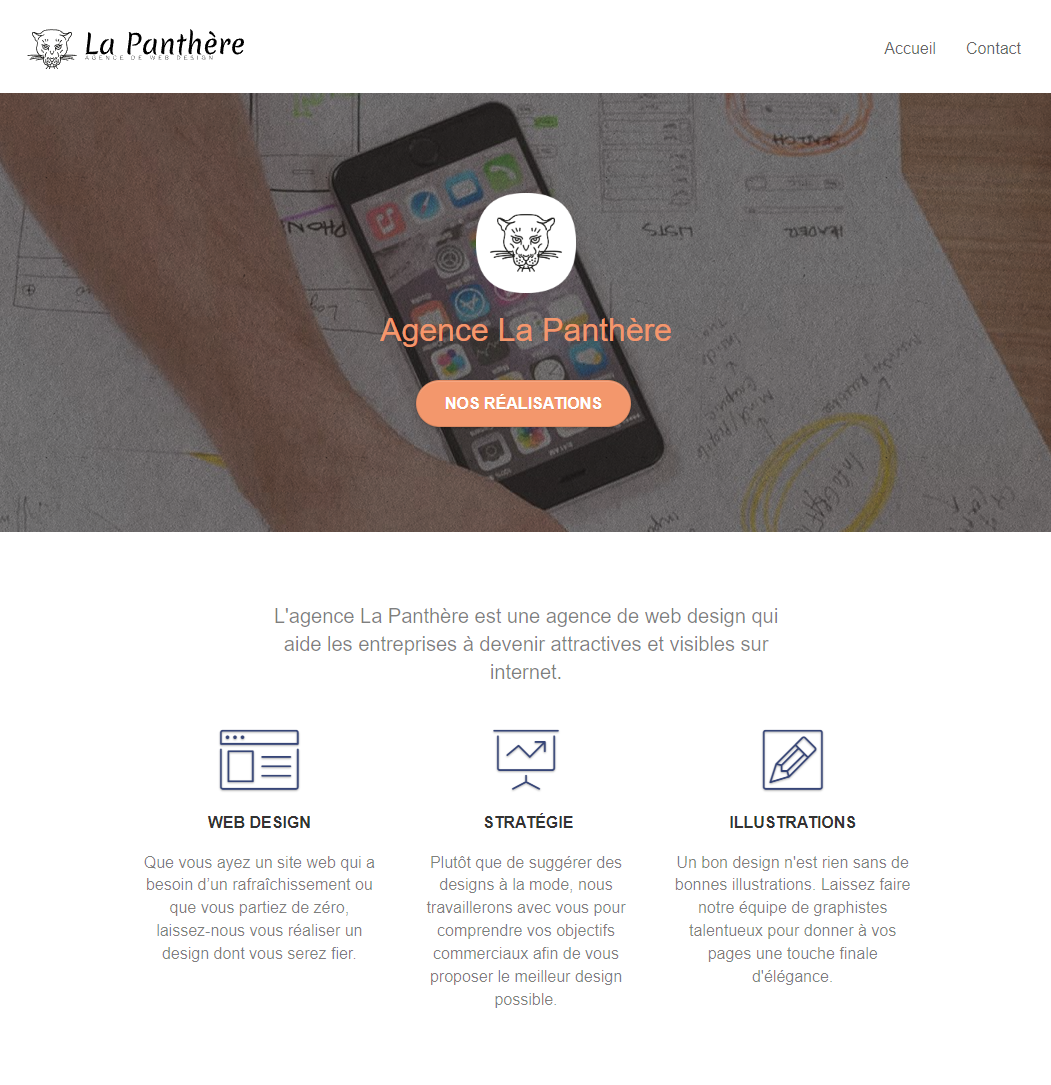 La Panthère
AGENCE DE WEB DESIGN
Accueil Contact
SEARCH
PHON
LISTS
HEADER
Agence La Panthère
NOS RÉALISATIONS
L'agence La Panthère est une agence de web design qui
aide les entreprises à devenir attractives et visibles sur
internet.
WEB DESIGN
Que vous ayez un site web qui a
besoin d’un rafraîchissement ou
que vous partiez de zéro,
laissez-nous vous réaliser un
design dont vous serez fier.
STRATÉGIE
Plutôt que de suggérer des
designs à la mode, nous
travaillerons avec vous pour
comprendre vos objectifs
commerciaux afin de vous
proposer le meilleur design
possible.
ILLUSTRATIONS
Un bon design n'est rien sans de
bonnes illustrations. Laissez faire
notre équipe de graphistes
talentueux pour donner à vos
pages une touche finale
d'élégance.